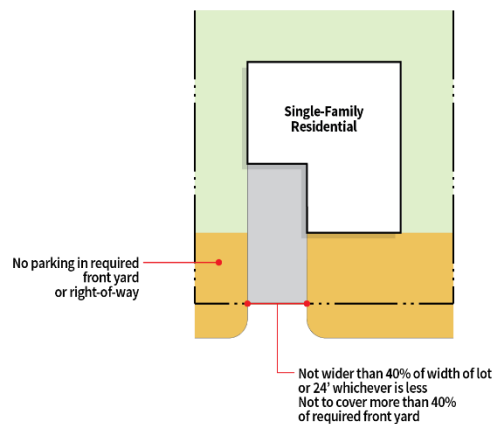 Single-Family
Residential
No parking in required
front yard
or right-of-way
Not wider than 40% of width of lot
or 24’ whichever is less
Not to cover more than 40%
of required front yard